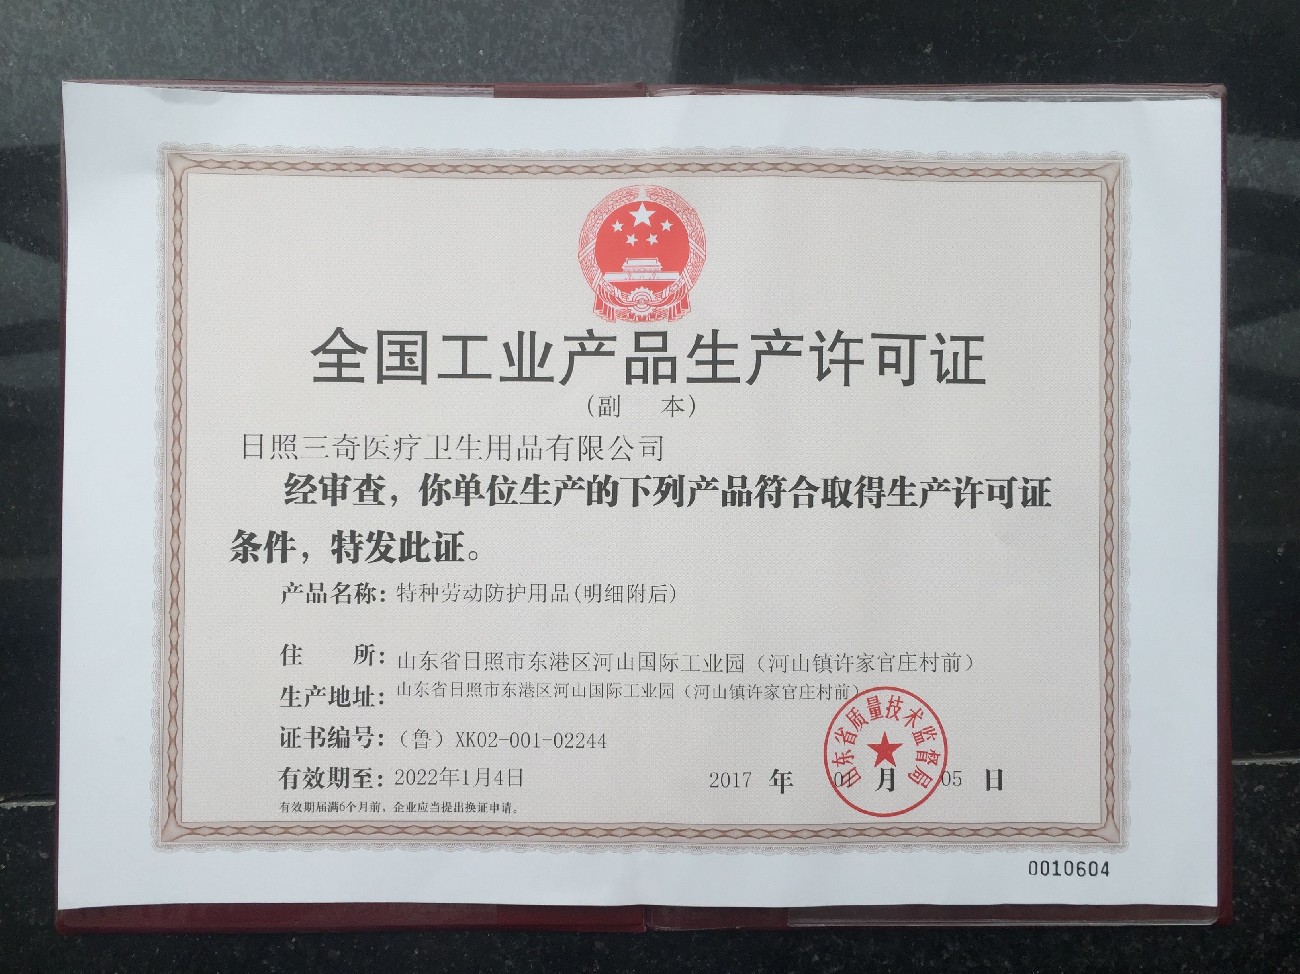 全国工业产品生产许可证
（副 本）
日照三奇医疗卫生用品有限公司
经审查，你单位生产的下列产品符合取得生产许可证
条件，特发此证。
产品名称：特种劳动防护用品(明细附后)
住 所：山东省日照市东港区河山国际工业园（河山镇许家官庄村前）
生产地址：山东省日照市东港区河山国际工业园（河山镇许家官庄村前）
证书编号：（鲁）XK02-001-02244
有效期至：2022年1月4日
2017 年 01 月 05 日
山东省质量技术监督局
有效期届满6个月前，企业应当提出换证申请。
0010604